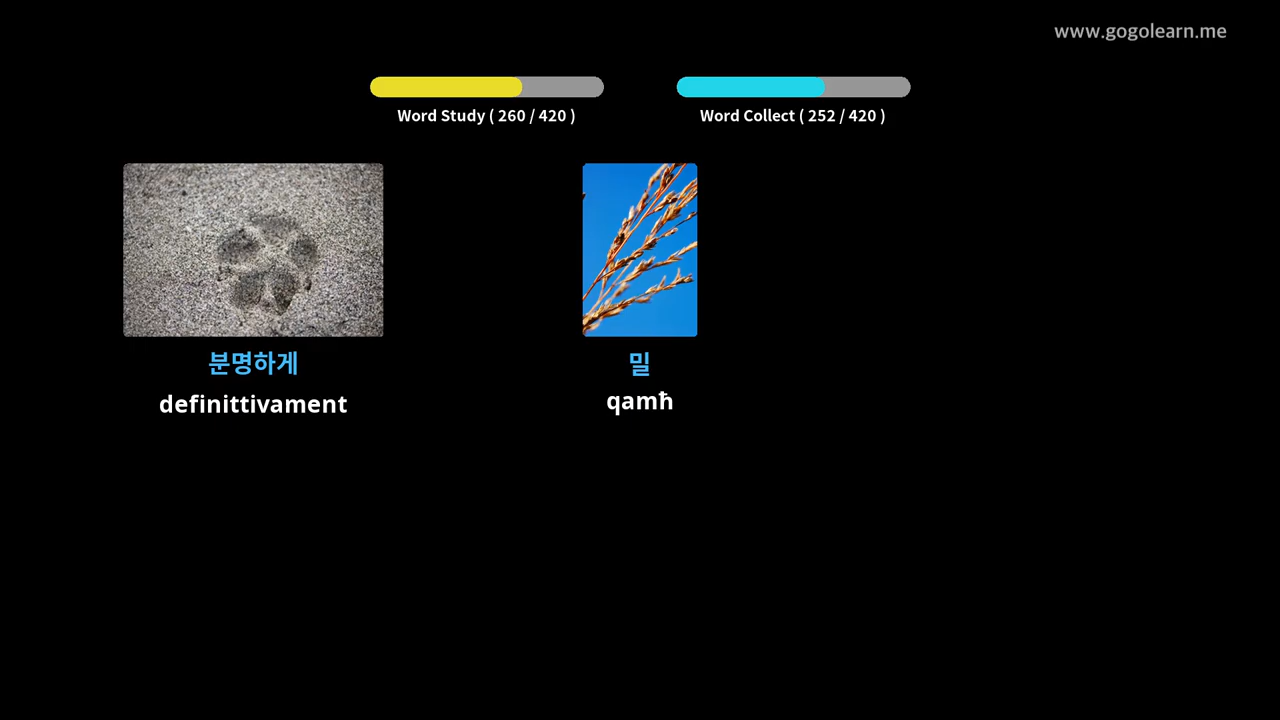 www.gogolearn.me
Word Study ( 260 / 420 )
Word Collect ( 252 / 420 )
분명하게
definittivament
밀
qamħ